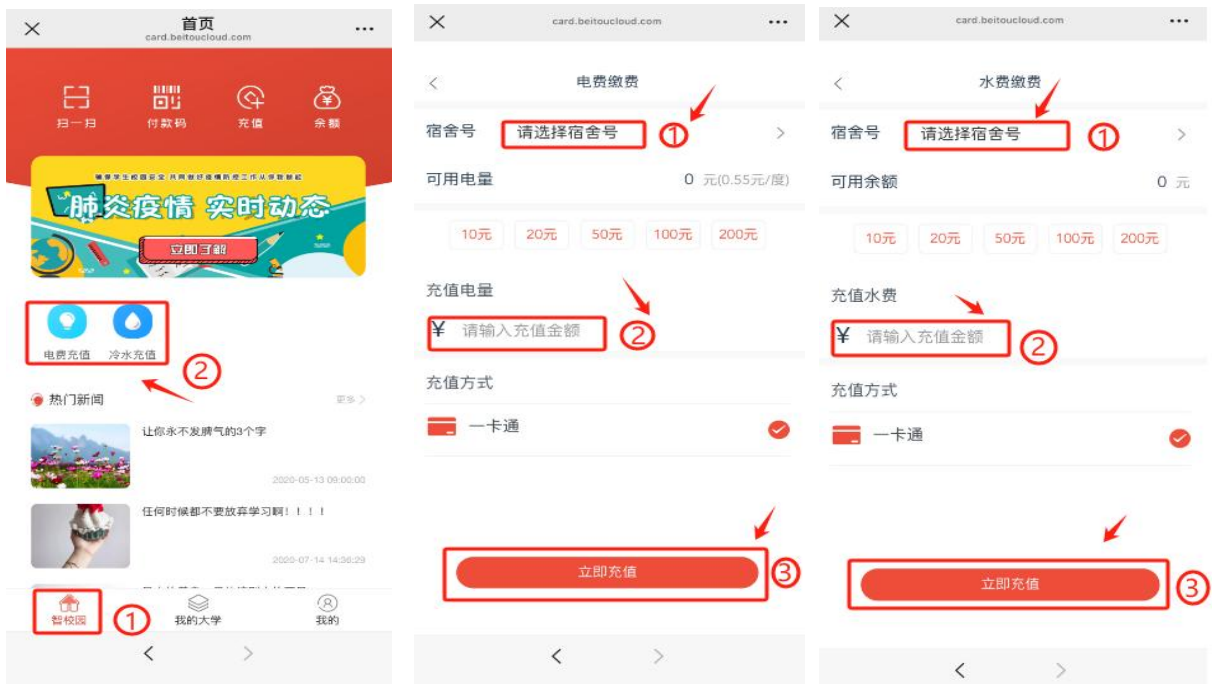 首页
card.beitoucloud.com
扫一扫
付款码
充值
余额
肺炎疫情 实时动态
立即了解
电费充值
冷水充值
②
热门新闻
更多
让你永不发脾气的3个字
2020-05-13 09:00:00
任何时候都不要放弃学习啊！！！！
2020-07-14 14:36:29
智校园
①
我的大学
我的
card.beitoucloud.com
电费缴费
宿舍号 请选择宿舍号 ①
可用电量 0 元(0.55元/度)
10元 20元 50元 100元 200元
充值电量
¥ 请输入充值金额 ②
充值方式
一卡通
立即充值 ③
card.beitoucloud.com
水费缴费
宿舍号 请选择宿舍号 ①
可用余额 0 元
10元 20元 50元 100元 200元
充值水费
¥ 请输入充值金额 ②
充值方式
一卡通
立即充值 ③